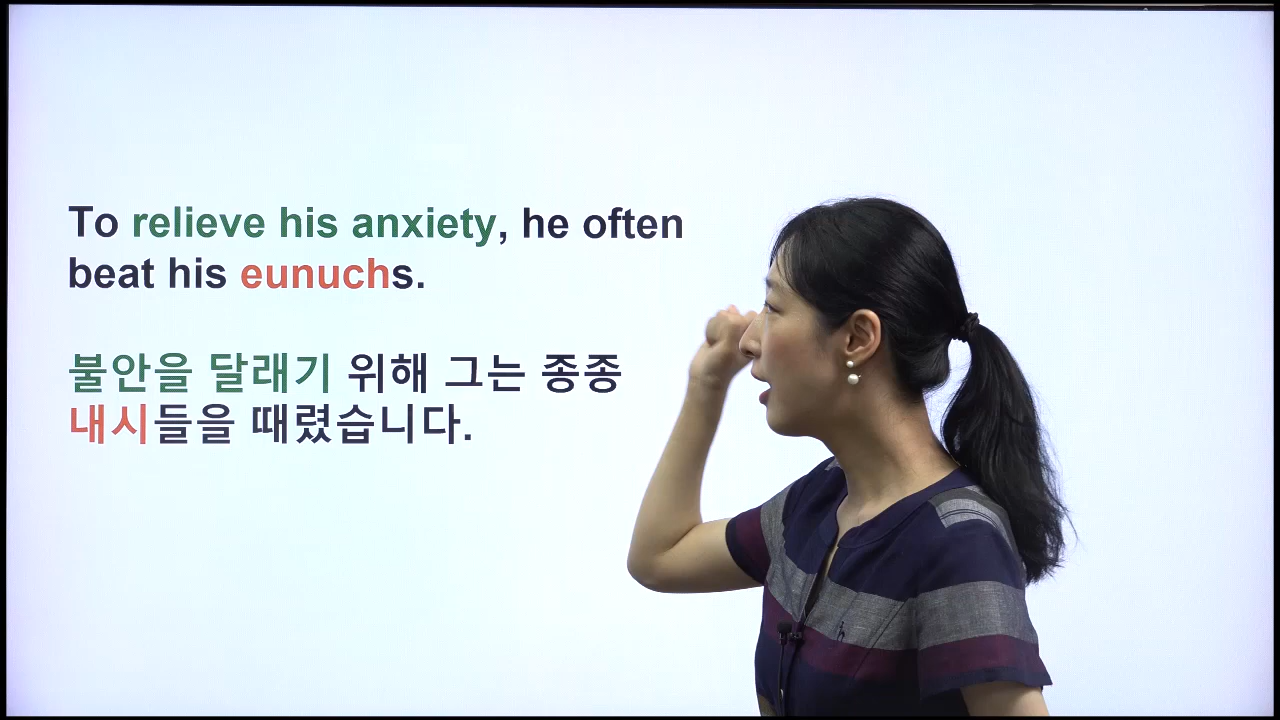 To relieve his anxiety, he often
beat his eunuchs.
불안을 달래기 위해 그는 종종
내시들을 때렸습니다.